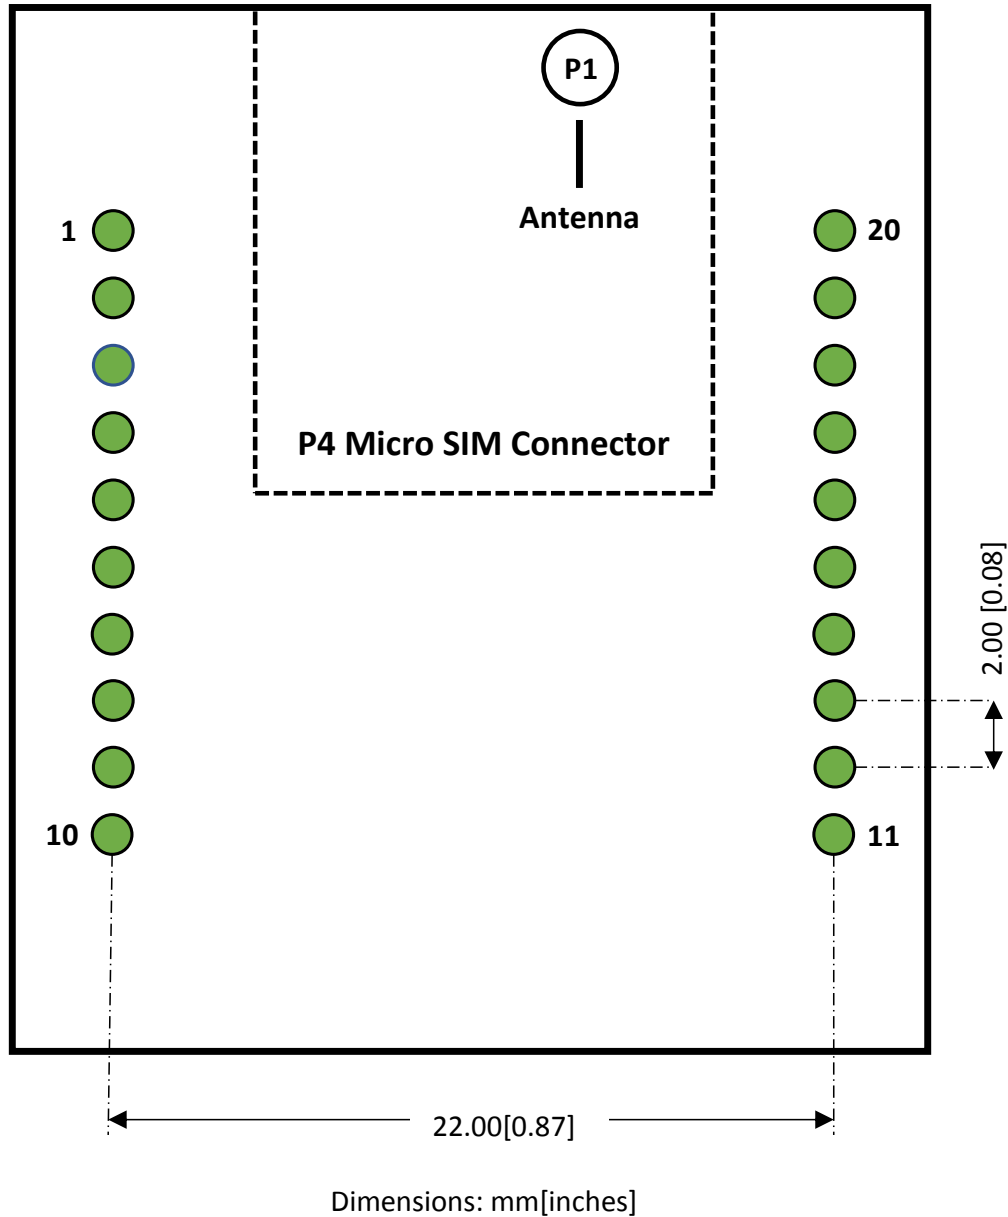 P1
Antenna
1
20
P4 Micro SIM Connector
2.00 [0.08]
10
11
22.00[0.87]
Dimensions: mm[inches]